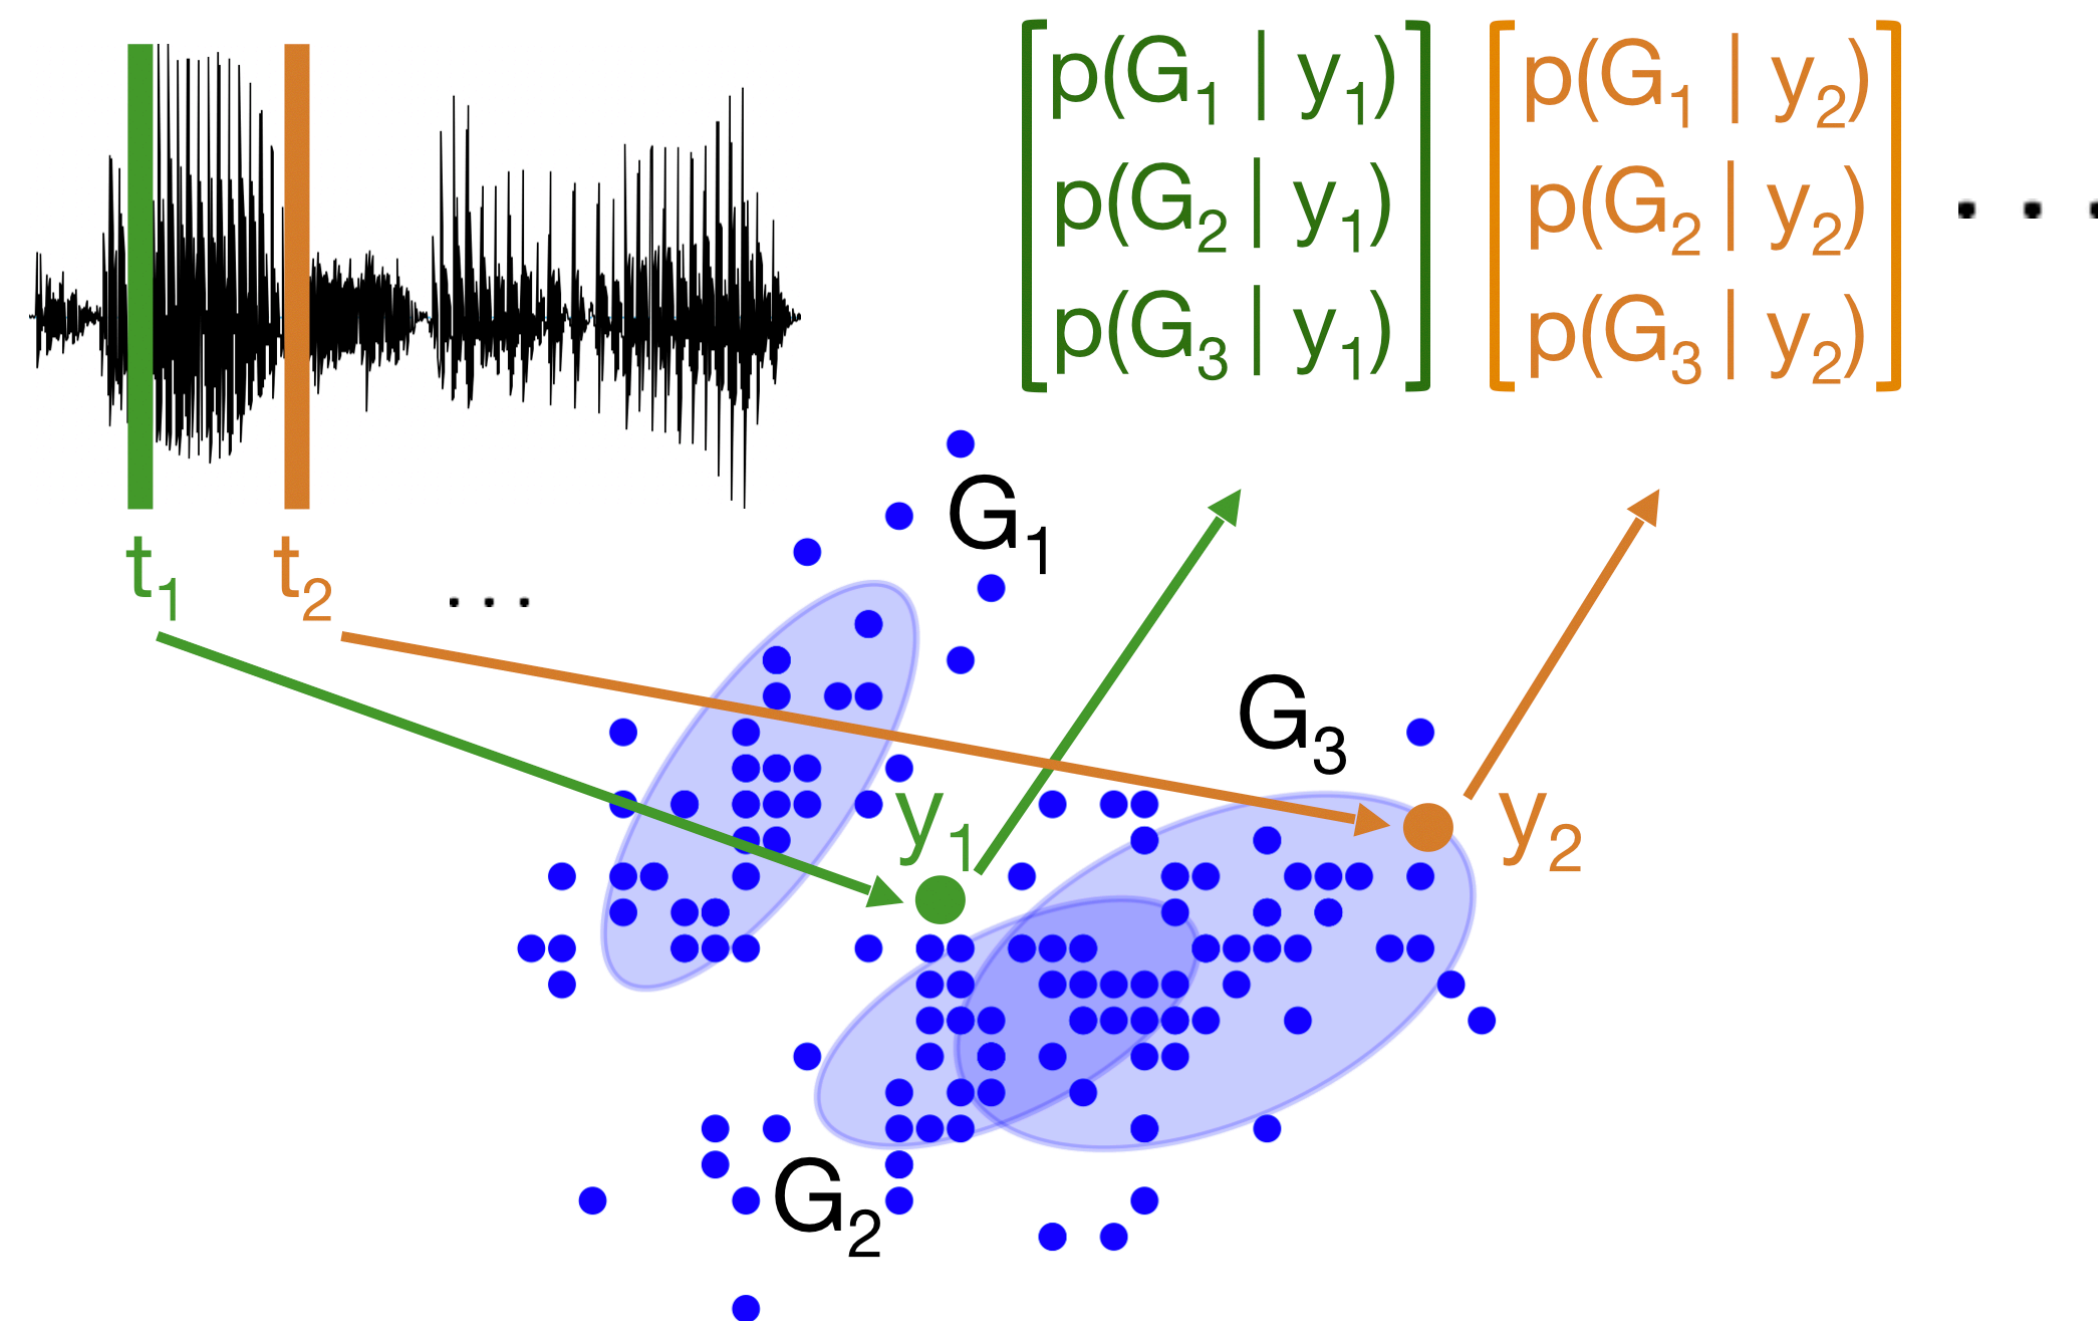 p(G₁ | y₁) p(G₁ | y₂)
p(G₂ | y₁) p(G₂ | y₂) . . .
p(G₃ | y₁) p(G₃ | y₂)
G₁
t₁ t₂ . . .
G₃
y₁ y₂
G₂